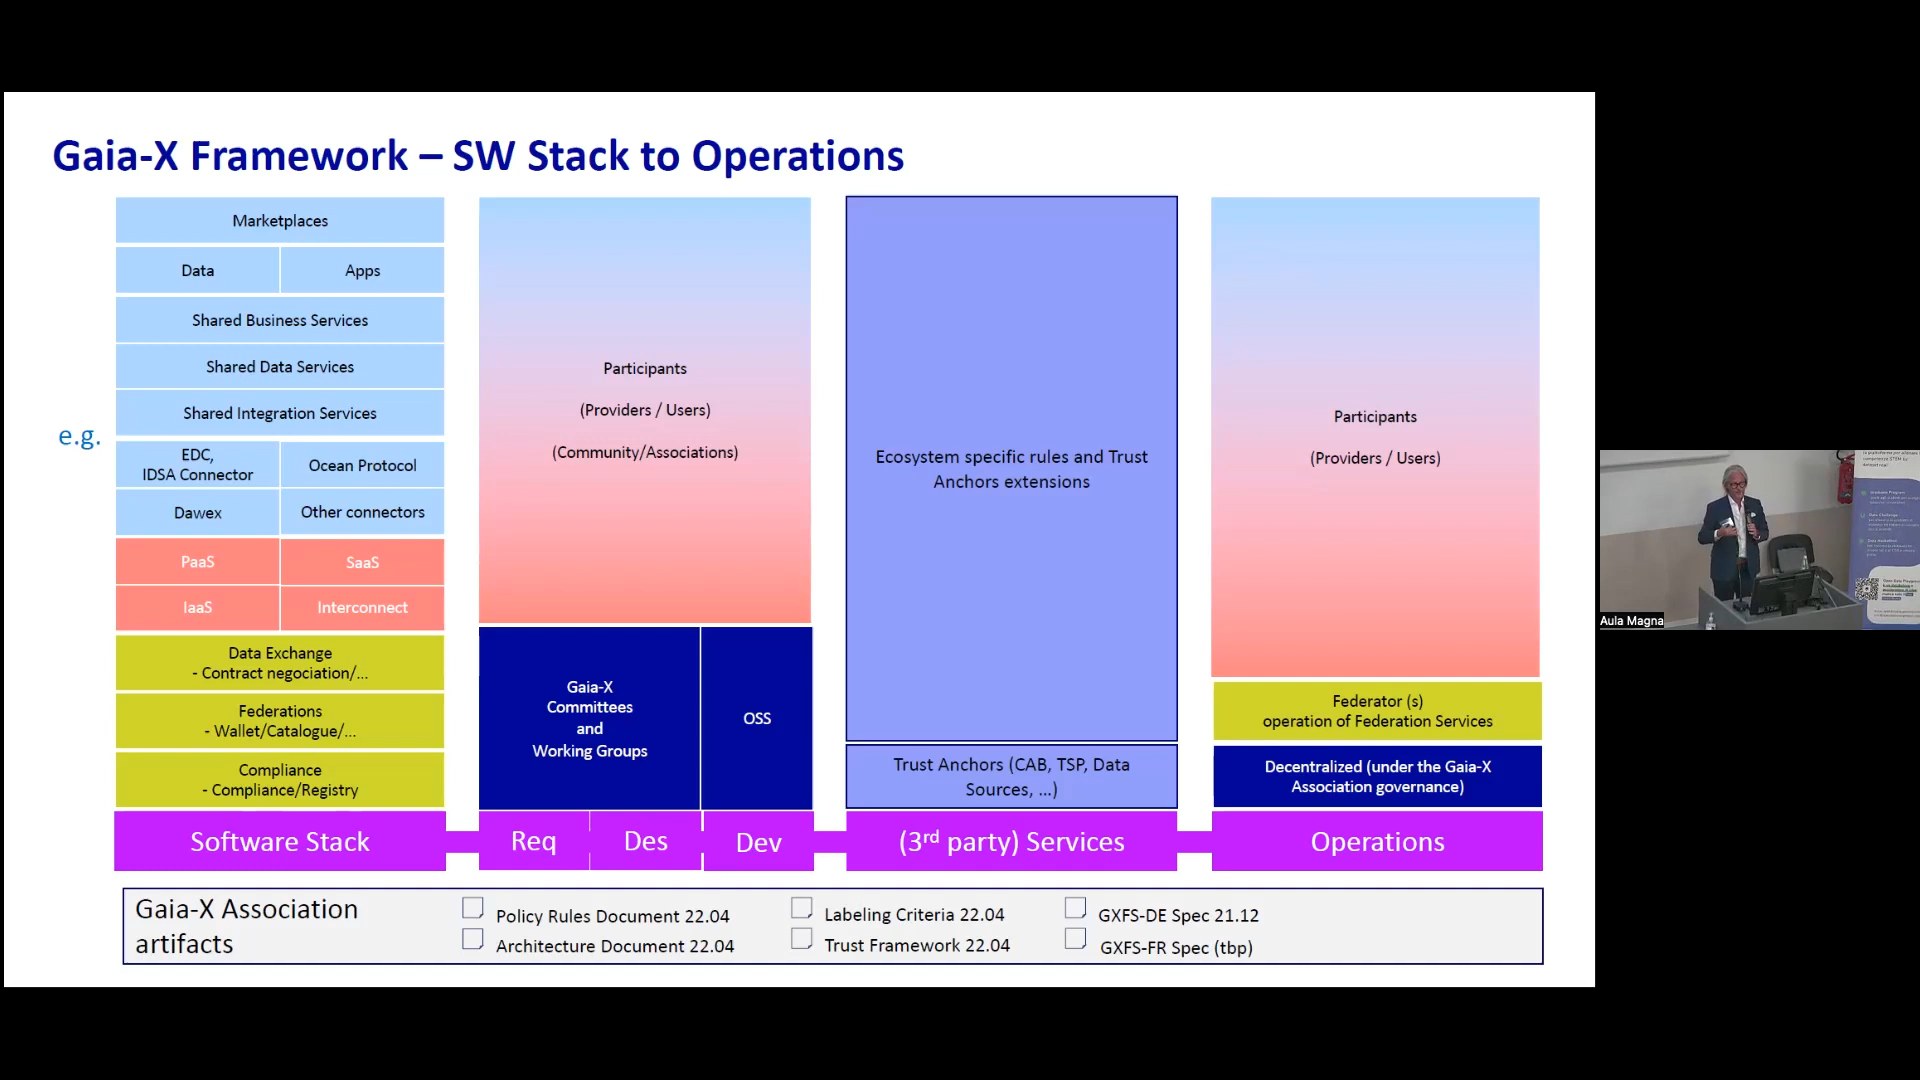 Gaia-X Framework – SW Stack to Operations
e.g.
Marketplaces
Data
Apps
Shared Business Services
Shared Data Services
Shared Integration Services
EDC,
IDSA Connector
Ocean Protocol
Dawex
Other connectors
PaaS
SaaS
IaaS
Interconnect
Data Exchange
- Contract negociation/...
Federations
- Wallet/Catalogue/...
Compliance
- Compliance/Registry
Software Stack
Participants
(Providers / Users)
(Community/Associations)
Gaia-X
Committees
and
Working Groups
OSS
Req
Des
Dev
Ecosystem specific rules and Trust
Anchors extensions
Trust Anchors (CAB, TSP, Data
Sources, ...)
(3rd party) Services
Participants
(Providers / Users)
Federator (s)
operation of Federation Services
Decentralized (under the Gaia-X
Association governance)
Operations
Gaia-X Association
artifacts
Policy Rules Document 22.04
Architecture Document 22.04
Labeling Criteria 22.04
Trust Framework 22.04
GXFS-DE Spec 21.12
GXFS-FR Spec (tbp)
Aula Magna